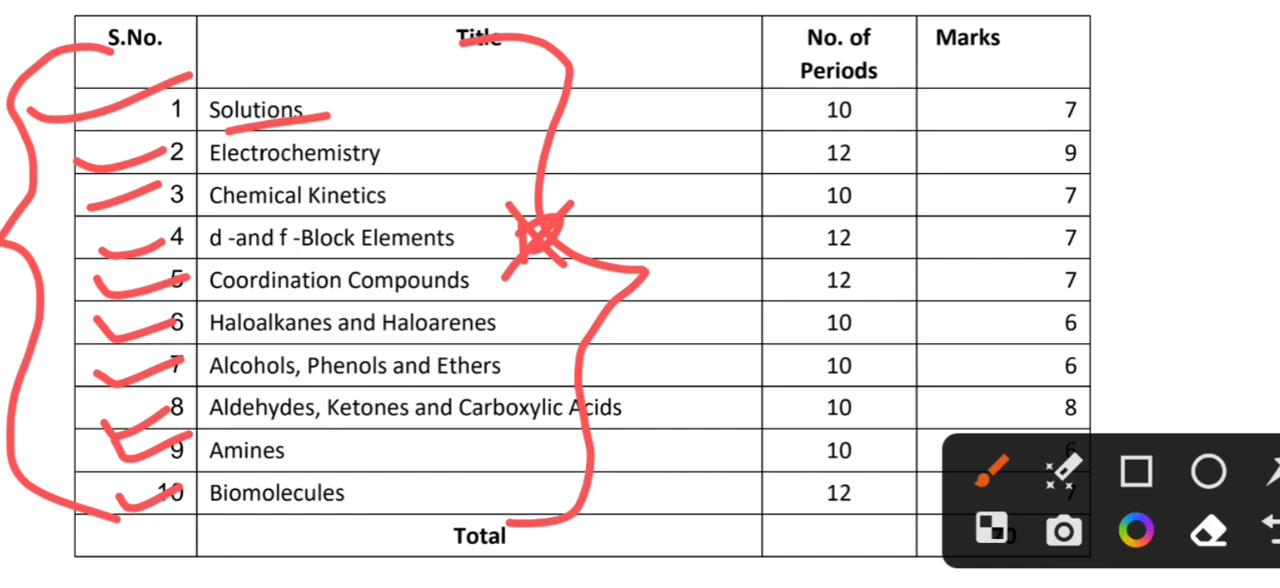 S.No. Title No. of Periods Marks
1 Solutions 10 7
2 Electrochemistry 12 9
3 Chemical Kinetics 10 7
4 d -and f -Block Elements 12 7
5 Coordination Compounds 12 7
6 Haloalkanes and Haloarenes 10 6
7 Alcohols, Phenols and Ethers 10 6
8 Aldehydes, Ketones and Carboxylic Acids 10 8
9 Amines 10 6
10 Biomolecules 12 7
Total 70